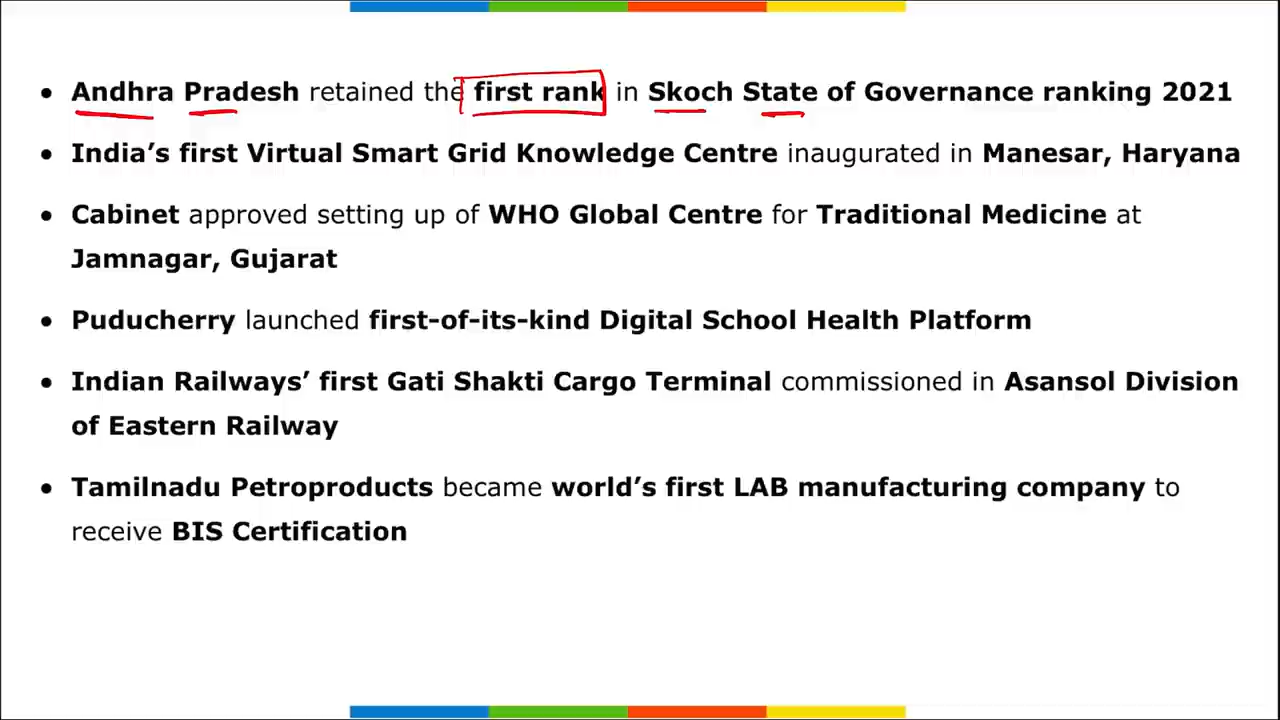 • Andhra Pradesh retained the first rank in Skoch State of Governance ranking 2021
• India’s first Virtual Smart Grid Knowledge Centre inaugurated in Manesar, Haryana
• Cabinet approved setting up of WHO Global Centre for Traditional Medicine at
Jamnagar, Gujarat
• Puducherry launched first-of-its-kind Digital School Health Platform
• Indian Railways’ first Gati Shakti Cargo Terminal commissioned in Asansol Division
of Eastern Railway
• Tamilnadu Petroproducts became world’s first LAB manufacturing company to
receive BIS Certification